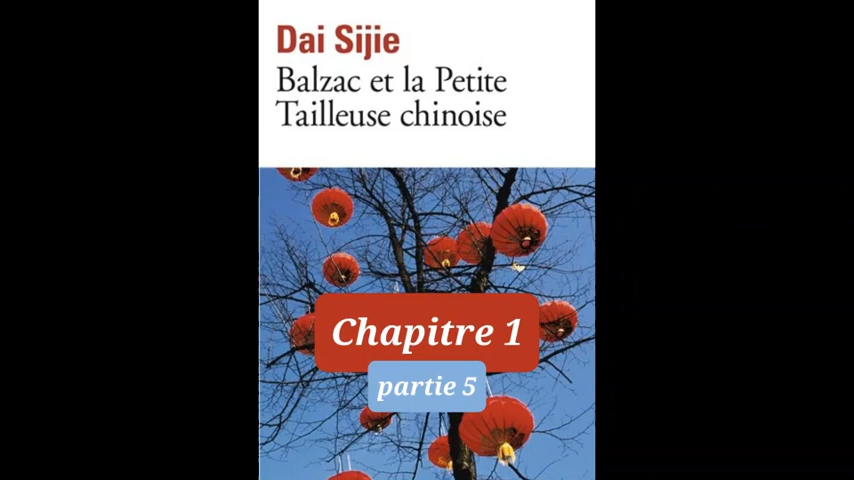 Dai Sijie
Balzac et la Petite
Tailleuse chinoise
Chapitre 1
partie 5